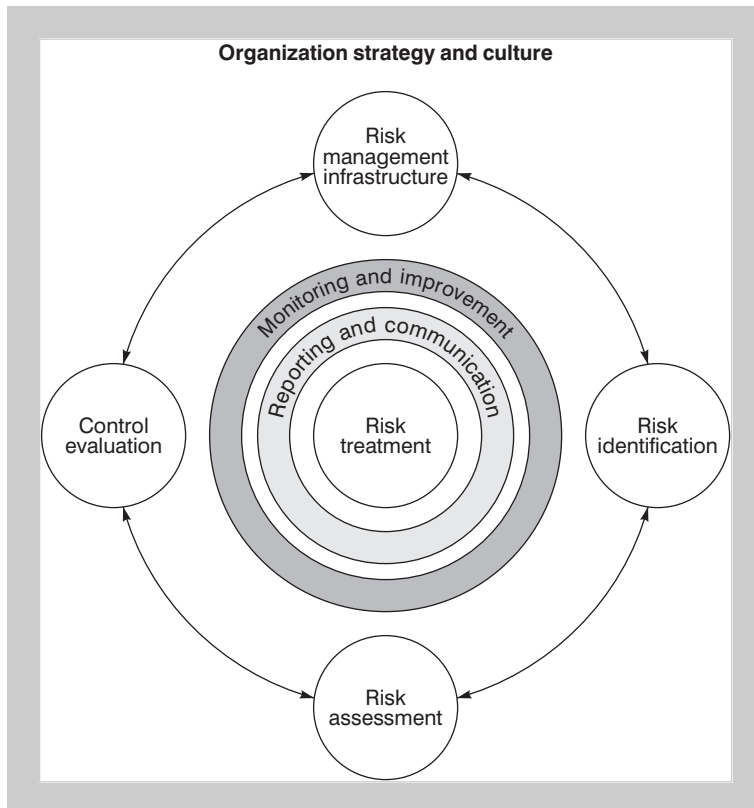 Organization strategy and culture
Risk
management
infrastructure
Monitoring and improvement
Reporting and communication
Control
evaluation
Risk
treatment
Risk
identification
Risk
assessment